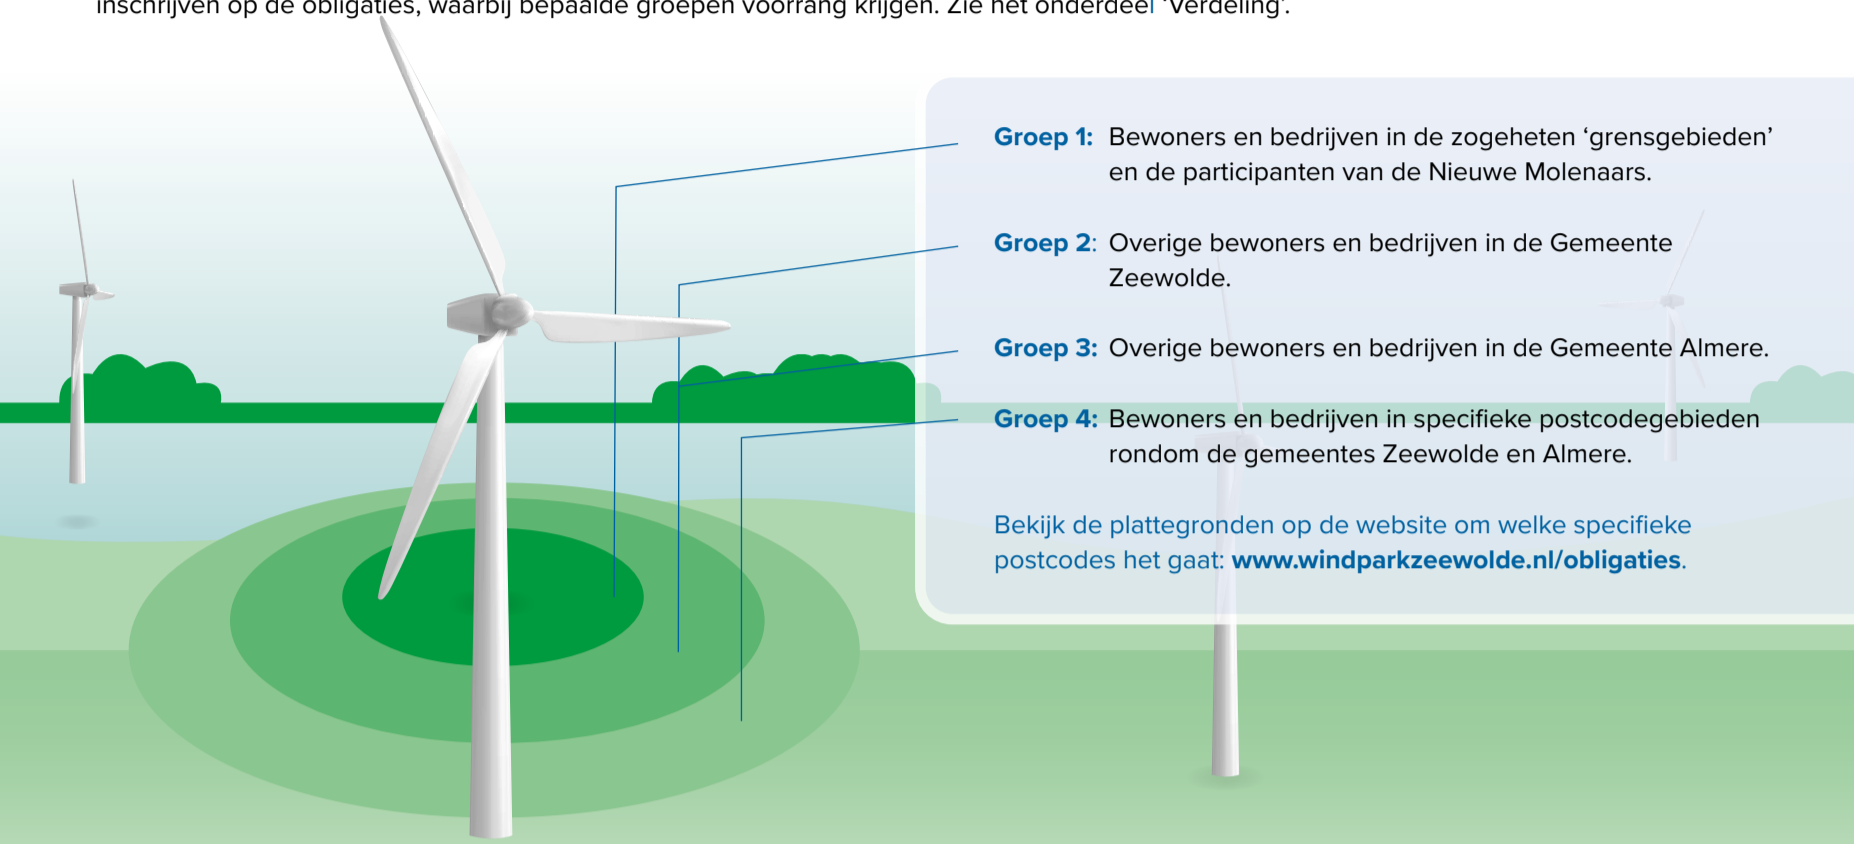 inschrijven op de obligaties, waarbij bepaalde groepen voorrang krijgen. Zie het onderdeel ‘Verdeling’.
Groep 1: Bewoners en bedrijven in de zogeheten ‘grensgebieden’
en de participanten van de Nieuwe Molenaars.
Groep 2: Overige bewoners en bedrijven in de Gemeente
Zeewolde.
Groep 3: Overige bewoners en bedrijven in de Gemeente Almere.
Groep 4: Bewoners en bedrijven in specifieke postcodegebieden
rondom de gemeentes Zeewolde en Almere.
Bekijk de plattegronden op de website om welke specifieke
postcodes het gaat: www.windparkzeewolde.nl/obligaties.